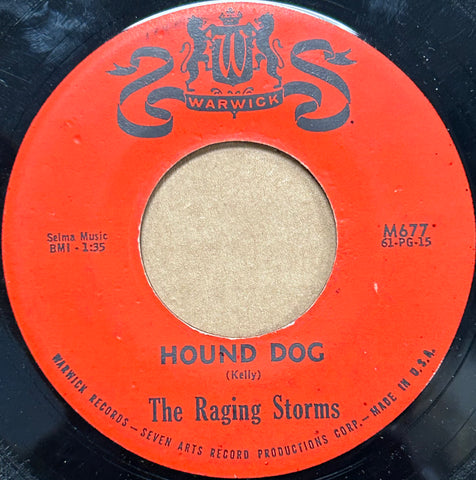 W
WARWICK
Selma Music
BMI - 1:35
M677
61-PG-15
HOUND DOG
(Kelly)
The Raging Storms
WARWICK RECORDS — SEVEN ARTS RECORD PRODUCTIONS CORP. — MADE IN U.S.A.